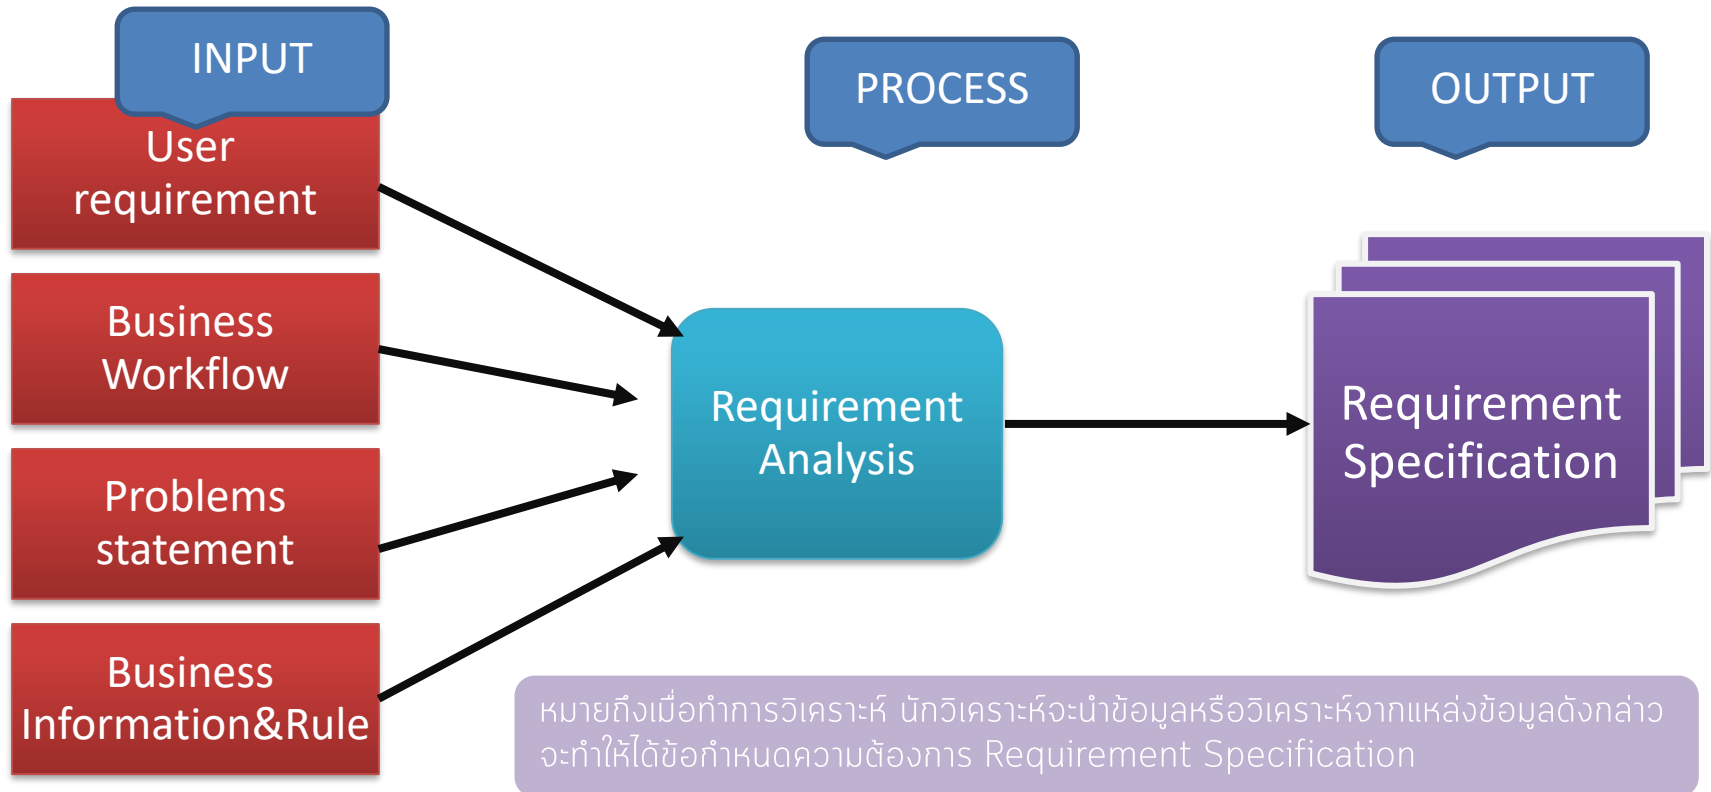 INPUT
PROCESS
OUTPUT
User
requirement
Business
Workflow
Problems
statement
Business
Information&Rule
Requirement
Analysis
Requirement
Specification
หมายถึงเมื่อทำการวิเคราะห์ นักวิเคราะห์จะนำข้อมูลหรือวิเคราะห์จากแหล่งข้อมูลดังกล่าว
จะทำให้ได้ข้อกำหนดความต้องการ Requirement Specification